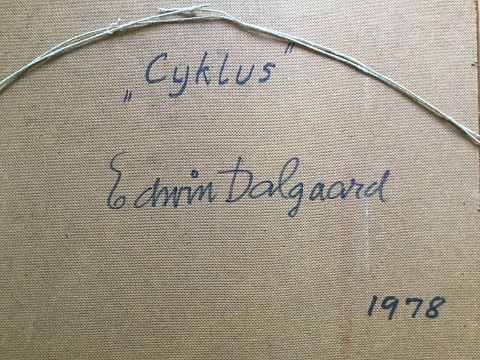 „Cyklus”
Edwin Dalgaard
1978